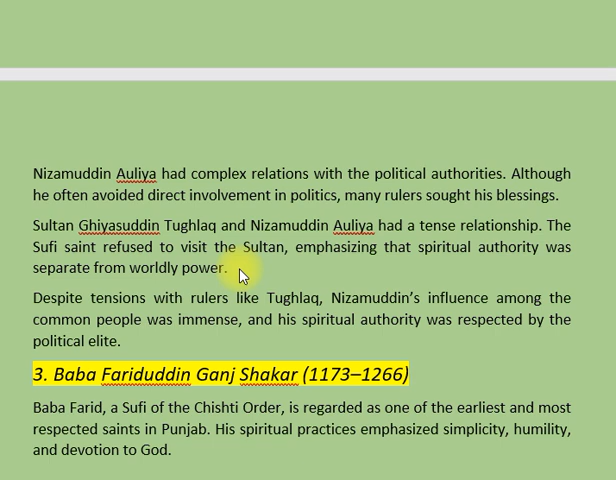 Nizamuddin Auliya had complex relations with the political authorities. Although
he often avoided direct involvement in politics, many rulers sought his blessings.
Sultan Ghiyasuddin Tughlaq and Nizamuddin Auliya had a tense relationship. The
Sufi saint refused to visit the Sultan, emphasizing that spiritual authority was
separate from worldly power.
Despite tensions with rulers like Tughlaq, Nizamuddin’s influence among the
common people was immense, and his spiritual authority was respected by the
political elite.
3. Baba Fariduddin Ganj Shakar (1173–1266)
Baba Farid, a Sufi of the Chishti Order, is regarded as one of the earliest and most
respected saints in Punjab. His spiritual practices emphasized simplicity, humility,
and devotion to God.